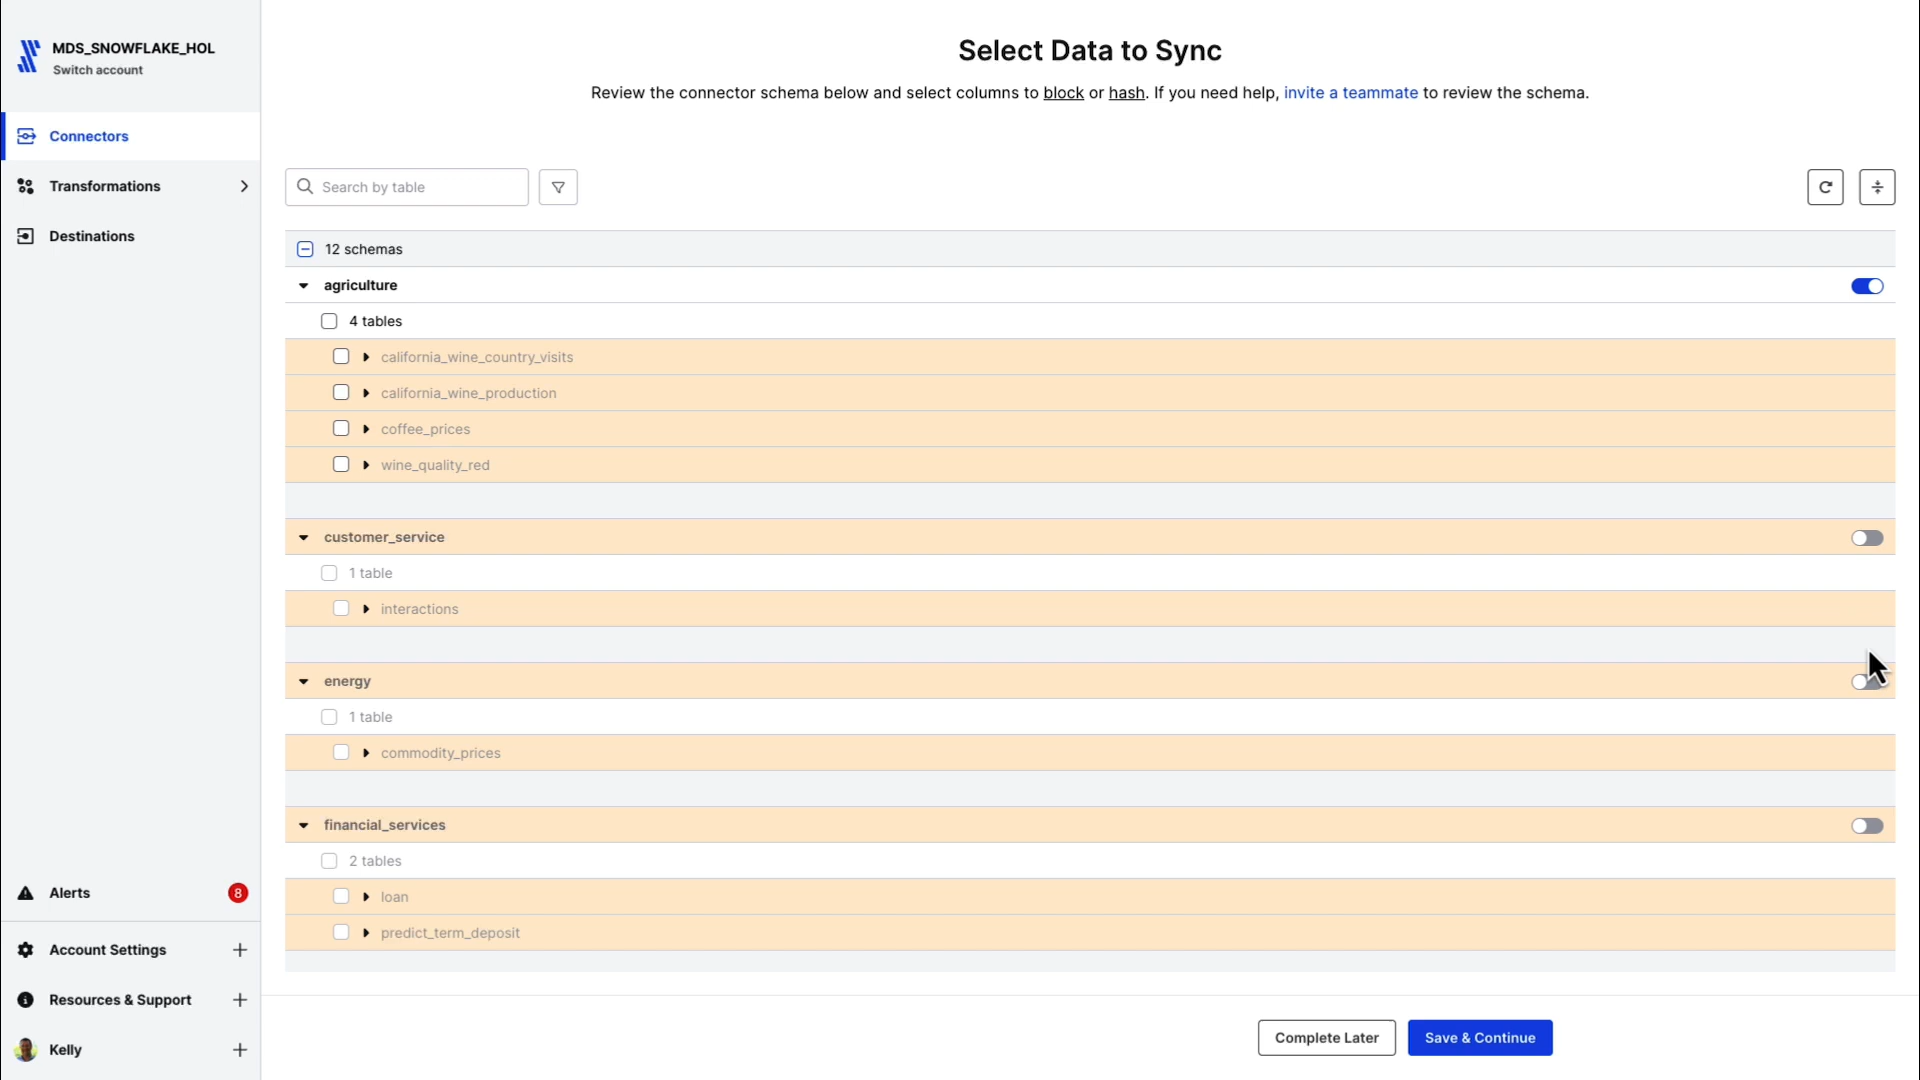 MDS_SNOWFLAKE_HOL
Switch account
Connectors
Transformations
Destinations
Alerts
8
Account Settings
Resources & Support
Kelly
Select Data to Sync
Review the connector schema below and select columns to block or hash. If you need help, invite a teammate to review the schema.
Search by table
12 schemas
agriculture
4 tables
california_wine_country_visits
california_wine_production
coffee_prices
wine_quality_red
customer_service
1 table
interactions
energy
1 table
commodity_prices
financial_services
2 tables
loan
predict_term_deposit
Complete Later
Save & Continue